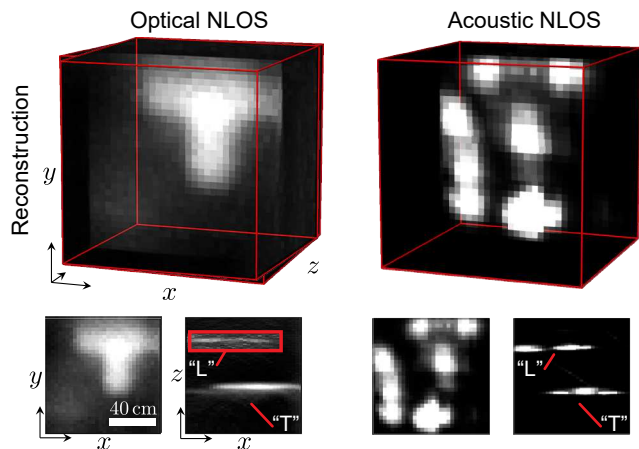 Optical NLOS
Acoustic NLOS
Reconstruction
y
x
z
y
x
40 cm
z
x
“L”
“T”
“L”
“T”